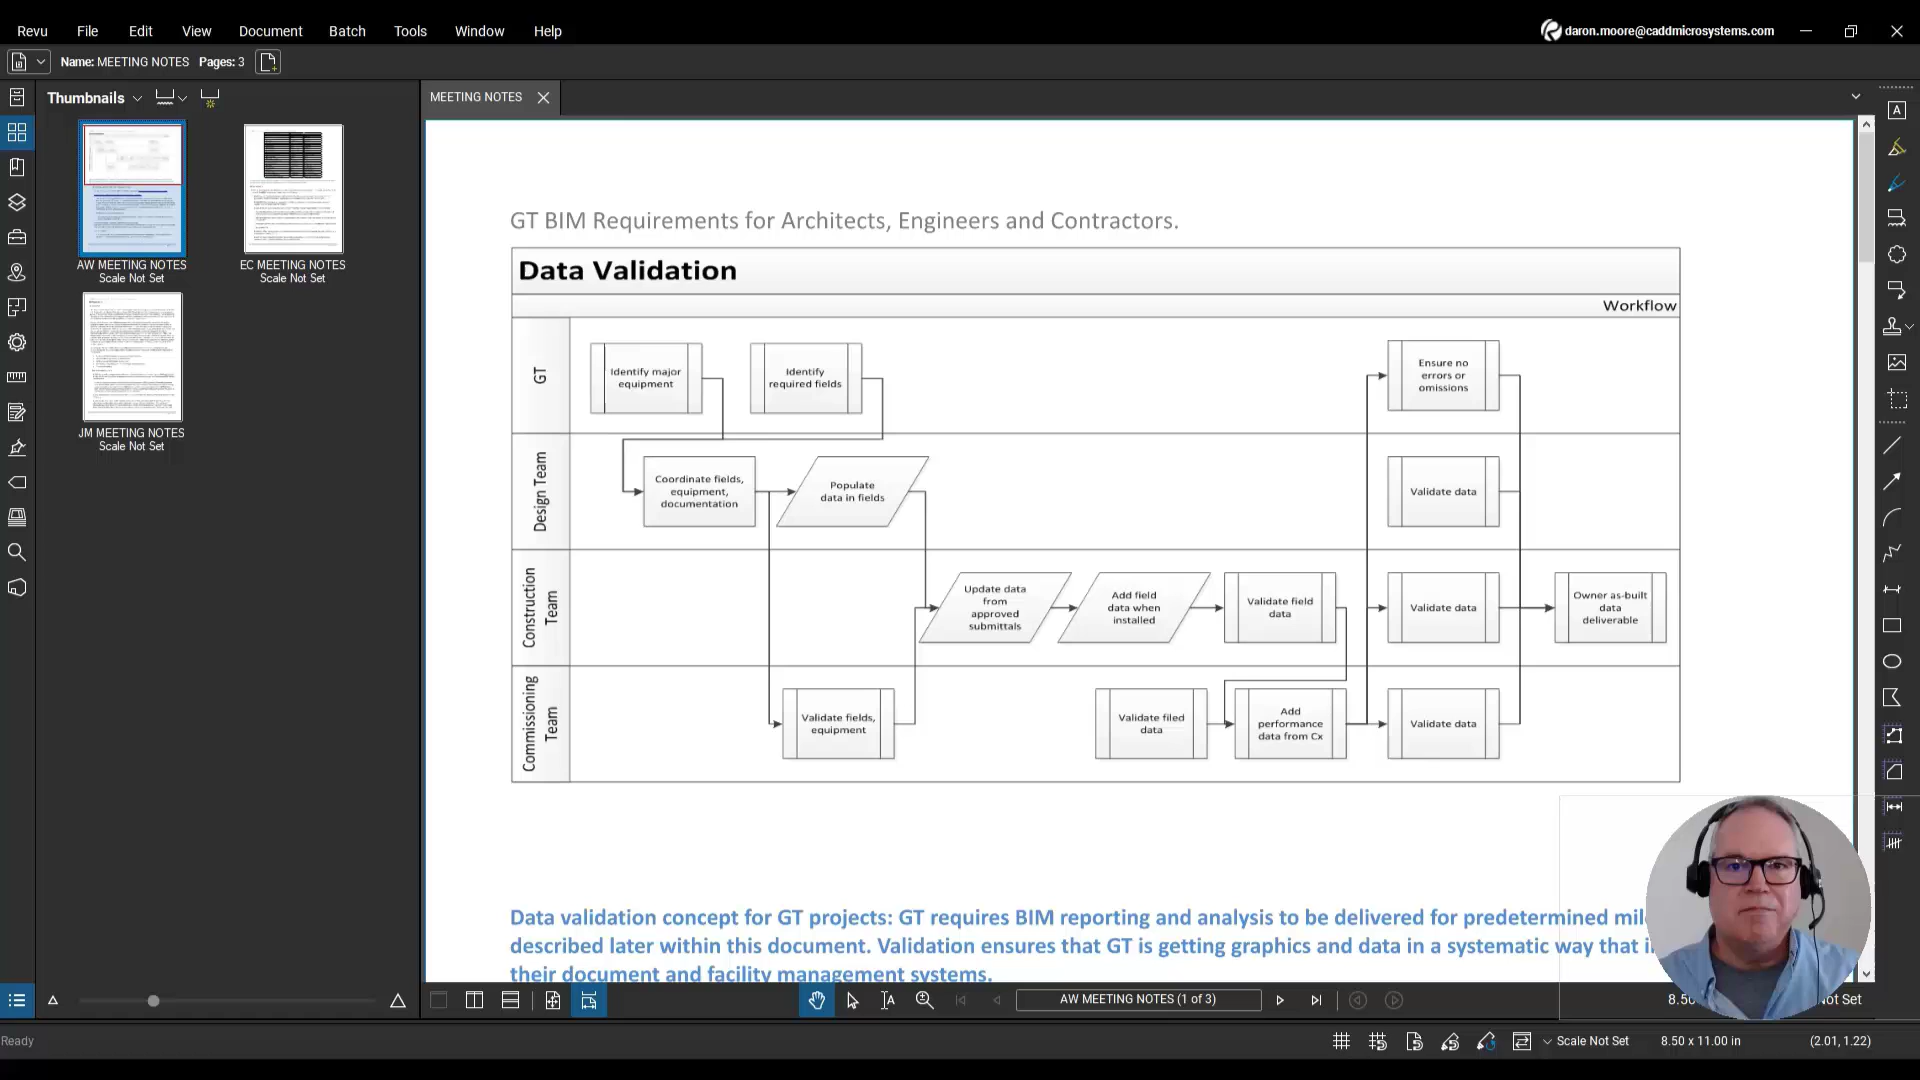 Revu File Edit View Document Batch Tools Window Help
daron.moore@caddmicrosystems.com
Name: MEETING NOTES Pages: 3
Thumbnails
MEETING NOTES
AW MEETING NOTES
Scale Not Set
EC MEETING NOTES
Scale Not Set
JM MEETING NOTES
Scale Not Set
GT BIM Requirements for Architects, Engineers and Contractors.
Data Validation
Workflow
GT
Identify major
equipment
Identify
required fields
Ensure no
errors or
omissions
Design Team
Coordinate fields,
equipment,
documentation
Populate
data in fields
Validate data
Construction
Team
Update data
from
approved
submittals
Add field
data when
installed
Validate field
data
Validate data
Owner as-built
data
deliverable
Commissioning
Team
Validate fields,
equipment
Validate filed
data
Add
performance
data from Cx
Validate data
Data validation concept for GT projects: GT requires BIM reporting and analysis to be delivered for predetermined
described later within this document. Validation ensures that GT is getting graphics and data in a systematic way that
their document and facility management systems.
AW MEETING NOTES (1 of 3)
8.50
Not Set
Ready
Scale Not Set
8.50 x 11.00 in
(2.01, 1.22)